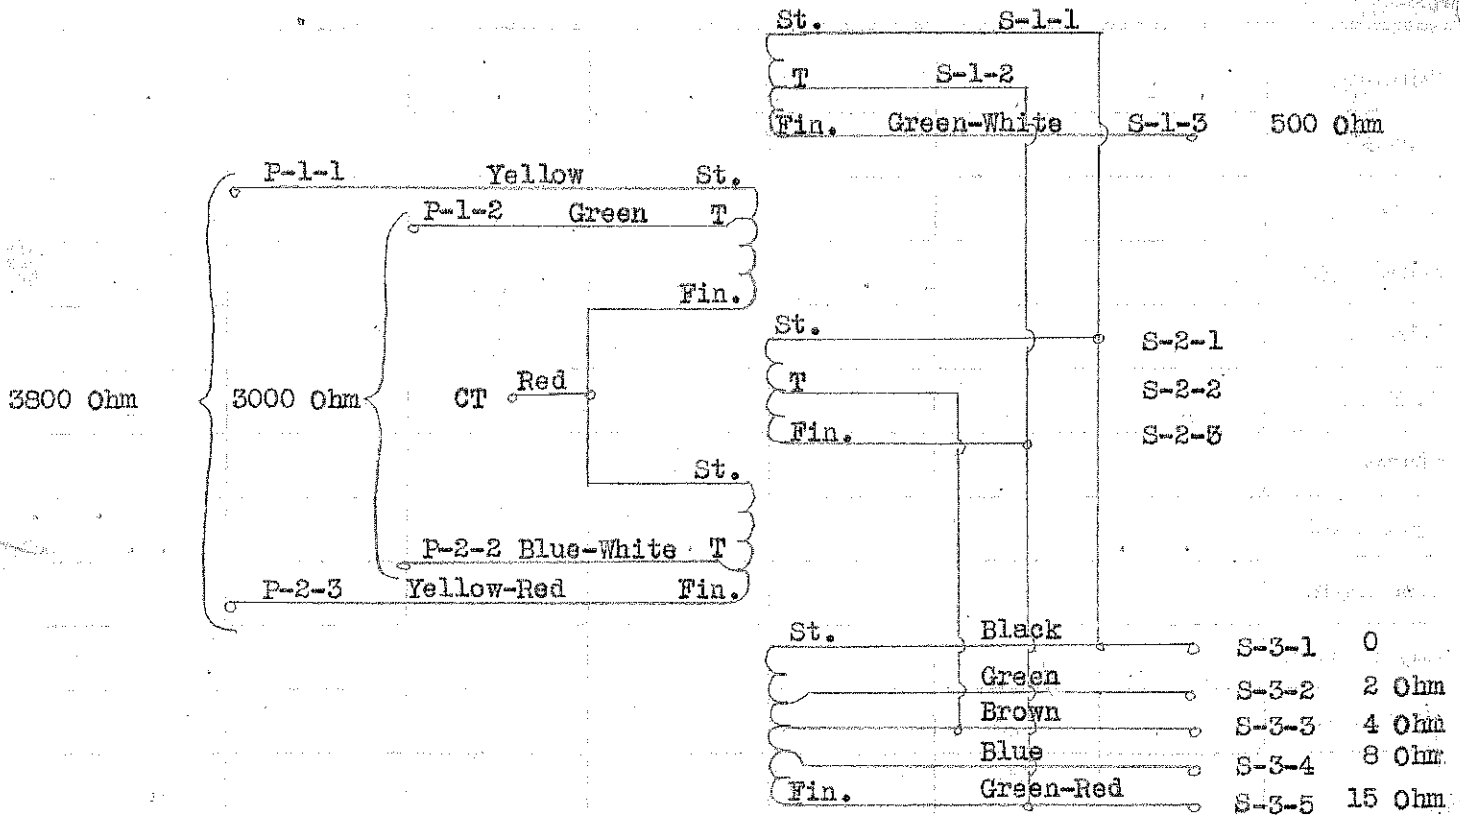 St. S-1-1
T S-1-2
Fin. Green-White S-1-3 500 Ohm
P-1-1 Yellow St.
P-1-2 Green T
Fin.
St. S-2-1
3800 Ohm 3000 Ohm CT Red T S-2-2
Fin. S-2-3
St.
P-2-2 Blue-White T
P-2-3 Yellow-Red Fin.
St. Black S-3-1 0
Green S-3-2 2 Ohm
Brown S-3-3 4 Ohm
Blue S-3-4 8 Ohm
Fin. Green-Red S-3-5 15 Ohm